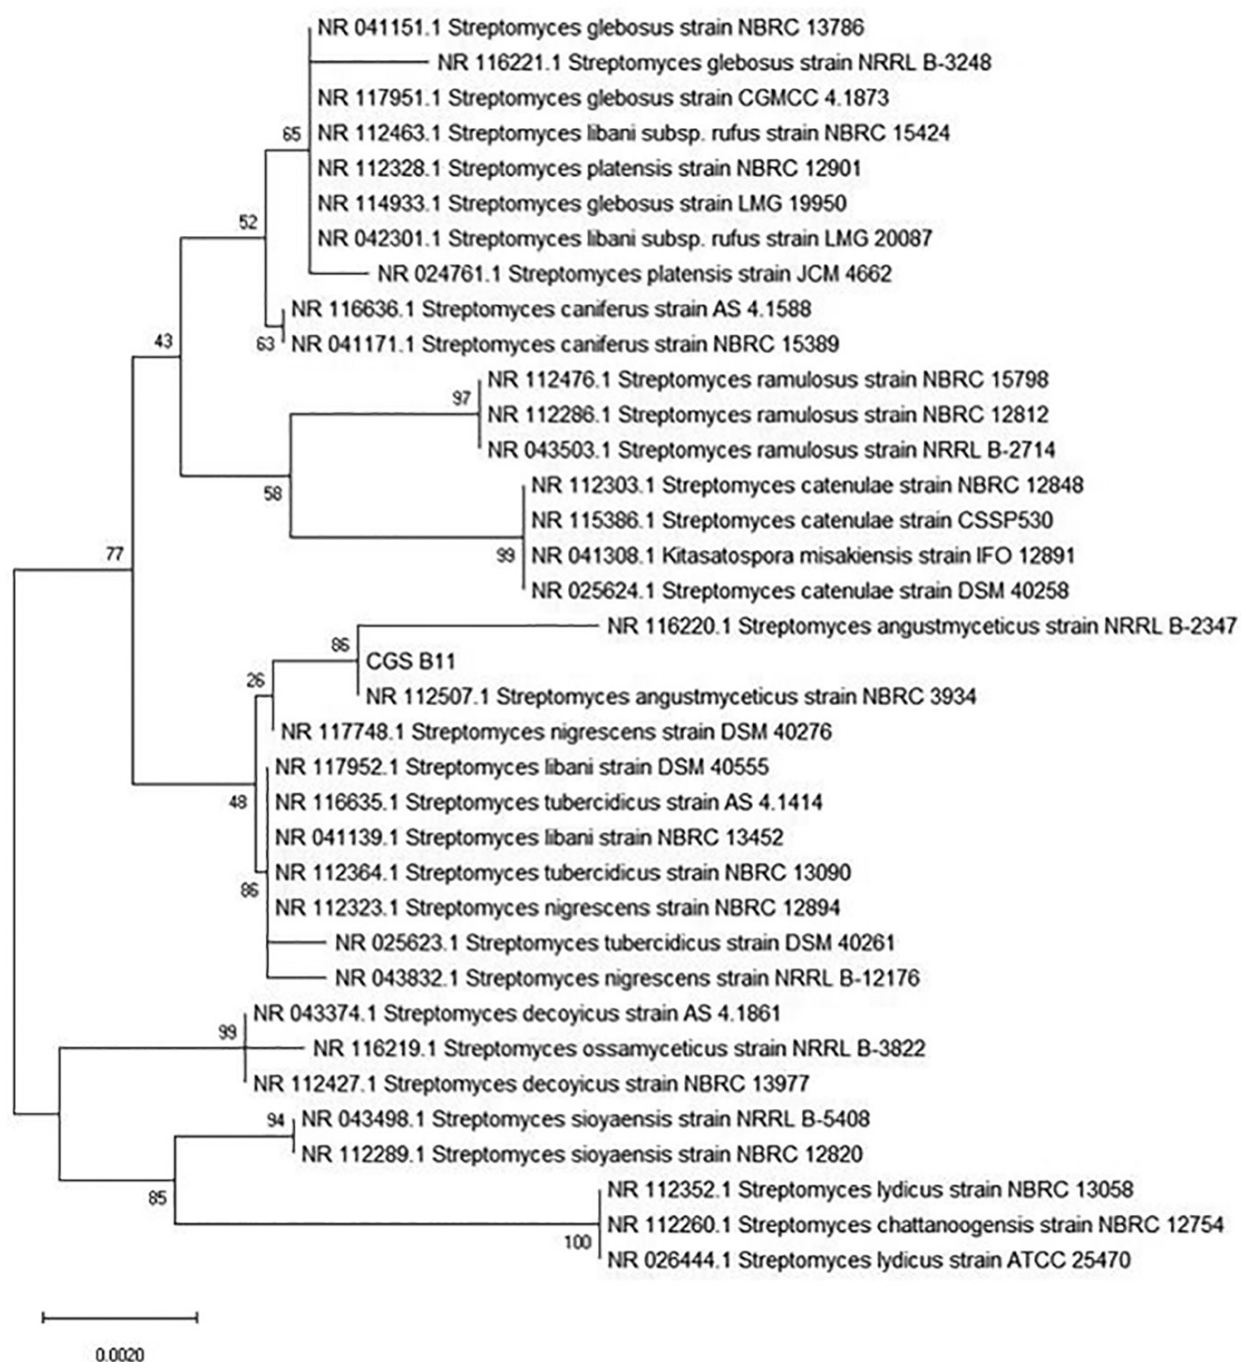 NR 041151.1 Streptomyces glebosus strain NBRC 13786
NR 116221.1 Streptomyces glebosus strain NRRL B-3248
NR 117951.1 Streptomyces glebosus strain CGMCC 4.1873
65
NR 112463.1 Streptomyces libani subsp. rufus strain NBRC 15424
NR 112328.1 Streptomyces platensis strain NBRC 12901
NR 114933.1 Streptomyces glebosus strain LMG 19950
52
NR 042301.1 Streptomyces libani subsp. rufus strain LMG 20087
NR 024761.1 Streptomyces platensis strain JCM 4662
NR 116636.1 Streptomyces caniferus strain AS 4.1588
43
63
NR 041171.1 Streptomyces caniferus strain NBRC 15389
NR 112476.1 Streptomyces ramulosus strain NBRC 15798
97
NR 112286.1 Streptomyces ramulosus strain NBRC 12812
NR 043503.1 Streptomyces ramulosus strain NRRL B-2714
58
NR 112303.1 Streptomyces catenulae strain NBRC 12848
NR 115386.1 Streptomyces catenulae strain CSSP530
77
99
NR 041308.1 Kitasatospora misakiensis strain IFO 12891
NR 025624.1 Streptomyces catenulae strain DSM 40258
NR 116220.1 Streptomyces angustmyceticus strain NRRL B-2347
86
CGS B11
26
NR 112507.1 Streptomyces angustmyceticus strain NBRC 3934
NR 117748.1 Streptomyces nigrescens strain DSM 40276
NR 117952.1 Streptomyces libani strain DSM 40555
48
NR 116635.1 Streptomyces tubercidicus strain AS 4.1414
NR 041139.1 Streptomyces libani strain NBRC 13452
NR 112364.1 Streptomyces tubercidicus strain NBRC 13090
86
NR 112323.1 Streptomyces nigrescens strain NBRC 12894
NR 025623.1 Streptomyces tubercidicus strain DSM 40261
NR 043832.1 Streptomyces nigrescens strain NRRL B-12176
NR 043374.1 Streptomyces decoyicus strain AS 4.1861
99
NR 116219.1 Streptomyces ossamyceticus strain NRRL B-3822
NR 112427.1 Streptomyces decoyicus strain NBRC 13977
94
NR 043498.1 Streptomyces sioyaensis strain NRRL B-5408
NR 112289.1 Streptomyces sioyaensis strain NBRC 12820
85
NR 112352.1 Streptomyces lydicus strain NBRC 13058
NR 112260.1 Streptomyces chattanoogensis strain NBRC 12754
100
NR 026444.1 Streptomyces lydicus strain ATCC 25470
0.0020